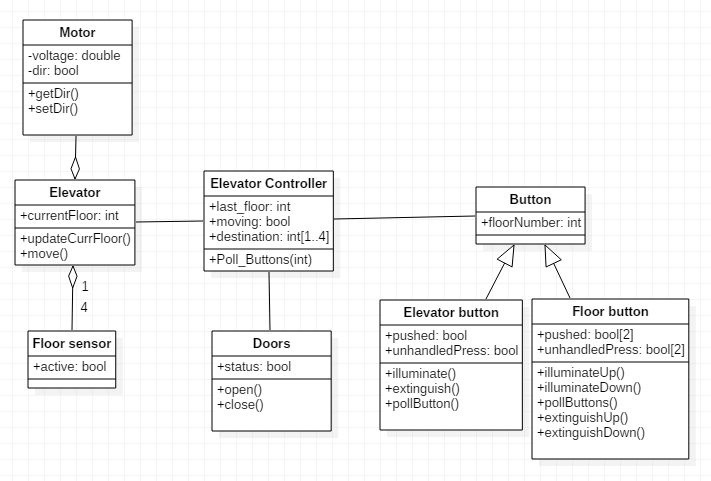 Motor
-voltage: double
-dir: bool
+getDir()
+setDir()
Elevator
+currentFloor: int
+updateCurrFloor()
+move()
1
4
Floor sensor
+active: bool
Elevator Controller
+last_floor: int
+moving: bool
+destination: int[1..4]
+Poll_Buttons(int)
Doors
+status: bool
+open()
+close()
Button
+floorNumber: int
Elevator button
+pushed: bool
+unhandledPress: bool
+illuminate()
+extinguish()
+pollButton()
Floor button
+pushed: bool[2]
+unhandledPress: bool[2]
+illuminateUp()
+illuminateDown()
+pollButtons()
+extinguishUp()
+extinguishDown()